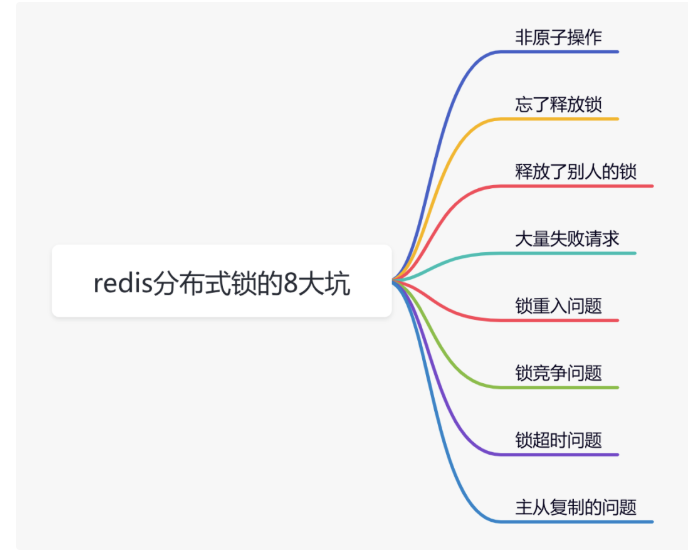 redis分布式锁的8大坑
非原子操作
忘了释放锁
释放了别人的锁
大量失败请求
锁重入问题
锁竞争问题
锁超时问题
主从复制的问题